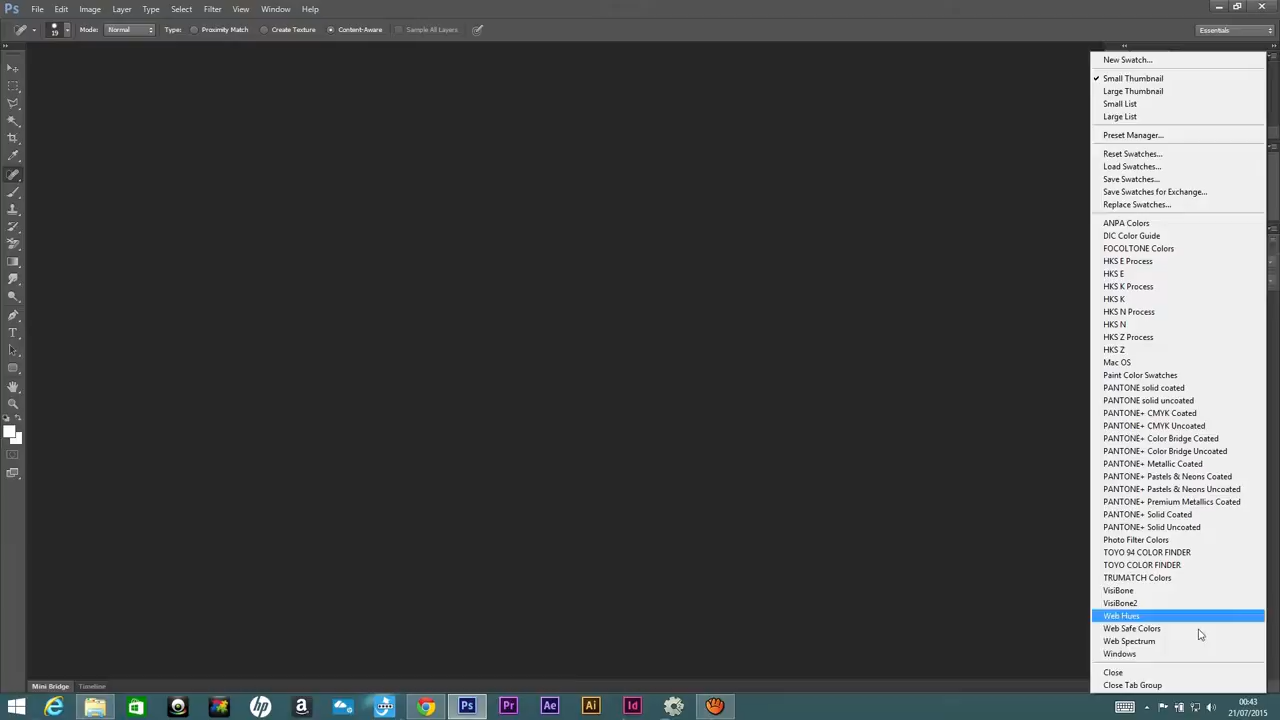 Ps File Edit Image Layer Type Select Filter View Window Help
19 Mode: Normal Type: Proximity Match Create Texture Content-Aware Sample All Layers Essentials
New Swatch...
Small Thumbnail
Large Thumbnail
Small List
Large List
Preset Manager...
Reset Swatches...
Load Swatches...
Save Swatches...
Save Swatches for Exchange...
Replace Swatches...
ANPA Colors
DIC Color Guide
FOCOLTONE Colors
HKS E Process
HKS E
HKS K Process
HKS K
HKS N Process
HKS N
HKS Z Process
HKS Z
Mac OS
Paint Color Swatches
PANTONE solid coated
PANTONE solid uncoated
PANTONE+ CMYK Coated
PANTONE+ CMYK Uncoated
PANTONE+ Color Bridge Coated
PANTONE+ Color Bridge Uncoated
PANTONE+ Metallic Coated
PANTONE+ Pastels & Neons Coated
PANTONE+ Pastels & Neons Uncoated
PANTONE+ Premium Metallics Coated
PANTONE+ Solid Coated
PANTONE+ Solid Uncoated
Photo Filter Colors
TOYO 94 COLOR FINDER
TOYO COLOR FINDER
TRUMATCH Colors
VisiBone
VisiBone2
Web Hues
Web Safe Colors
Web Spectrum
Windows
Close
Close Tab Group
Mini Bridge Timeline
hp a Ps Pr Ae Ai Id
00:43
21/07/2015